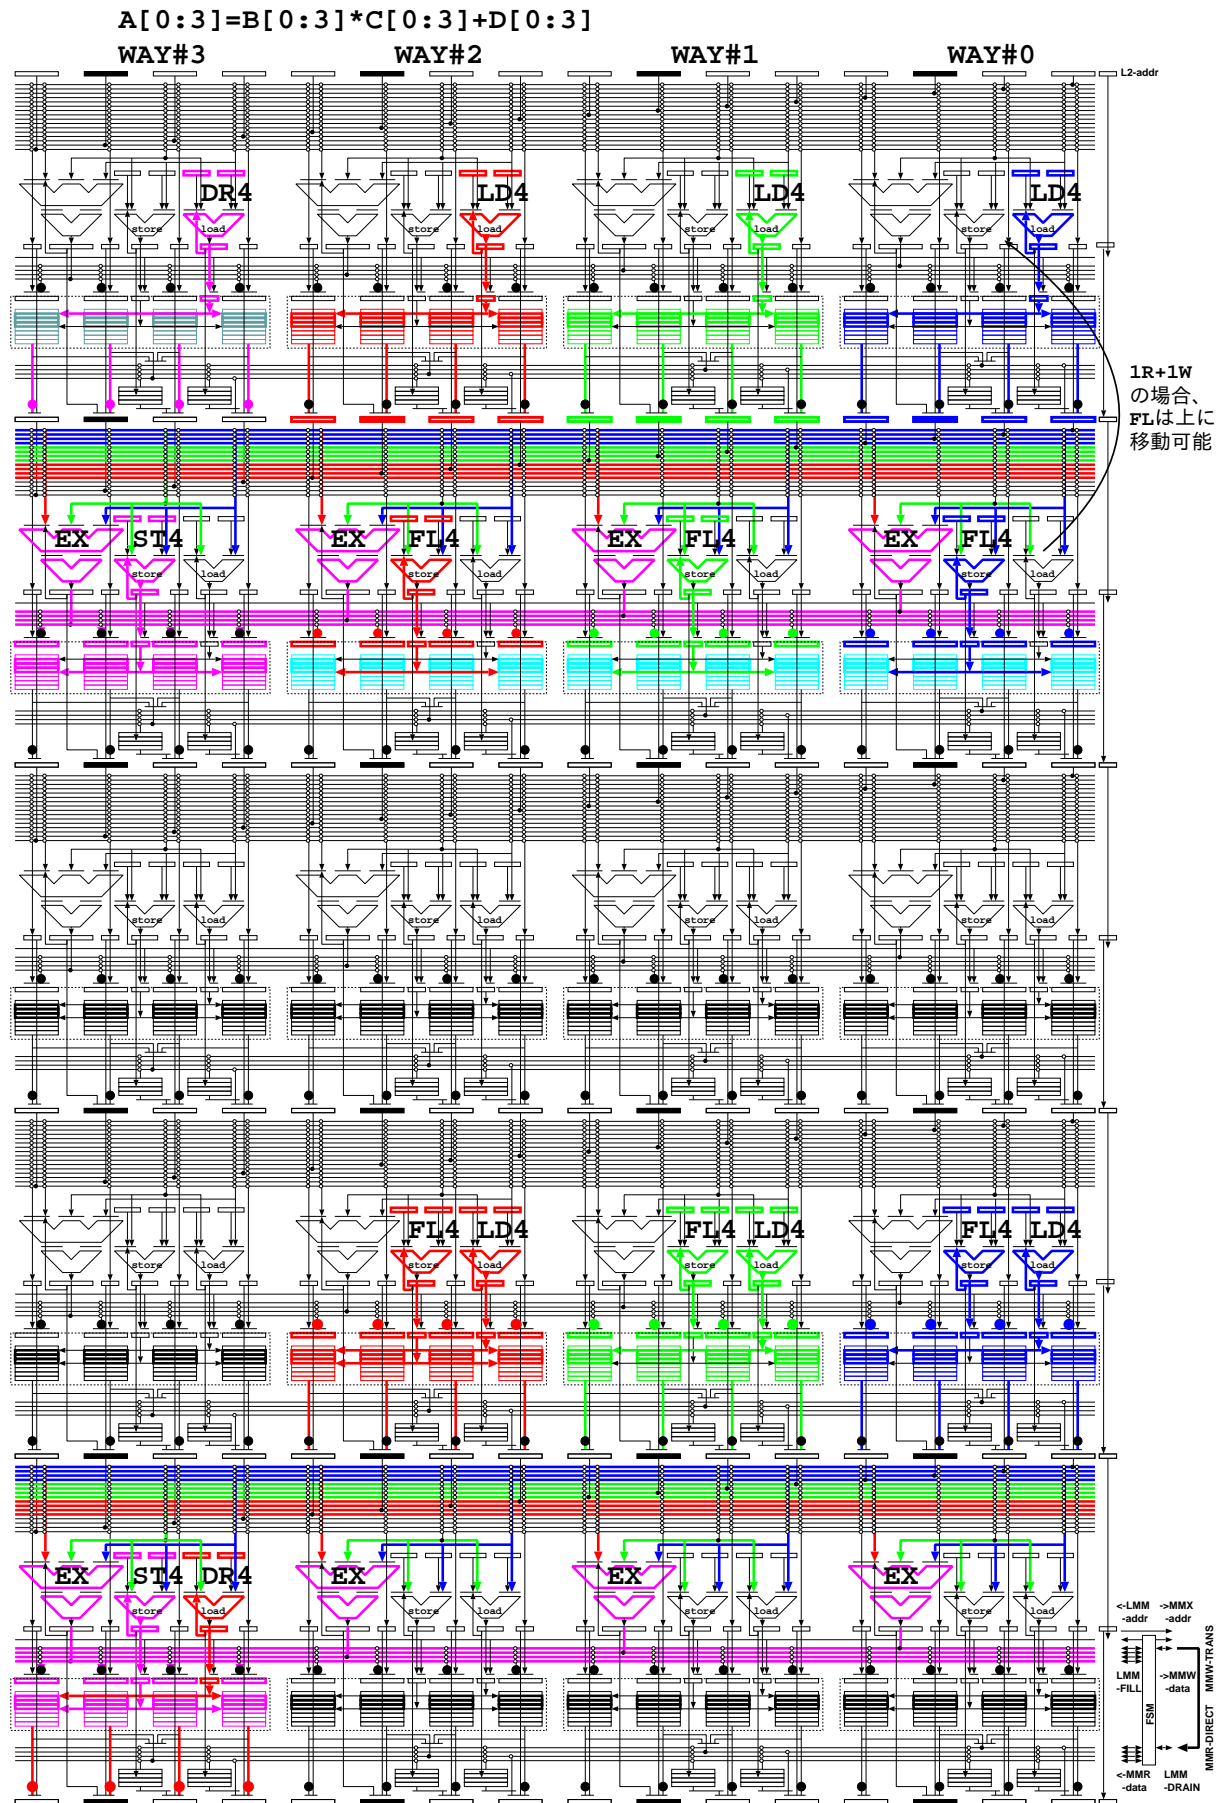 A[0:3]=B[0:3]*C[0:3]+D[0:3]
WAY#3 WAY#2 WAY#1 WAY#0
L2-addr
DR4 LD4 LD4 LD4
store load store load store load store load
1R+1W
の場合、
FLは上に
移動可能
EX ST4 EX FL4 EX FL4 EX FL4
store load store load store load store load
store load store load store load store load
FL4 LD4 FL4 LD4 FL4 LD4
store load store load store load store load
EX ST4 DR4 EX EX EX
store load store load store load store load
<-LMM ->MMX
-addr -addr
LMM ->MMW
-FILL -data
FSM
MMW-TRANS
MMR-DIRECT
<-MMR LMM
-data -DRAIN